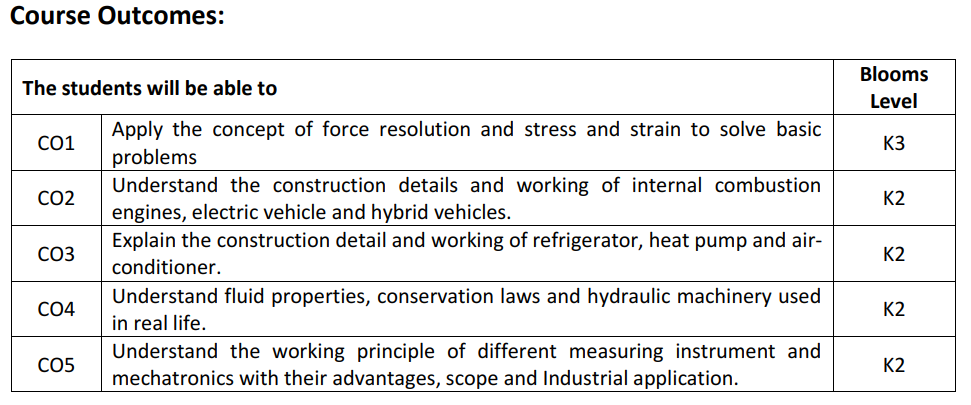 Course Outcomes:
The students will be able to
Blooms
Level
CO1
Apply the concept of force resolution and stress and strain to solve basic
problems
K3
CO2
Understand the construction details and working of internal combustion
engines, electric vehicle and hybrid vehicles.
K2
CO3
Explain the construction detail and working of refrigerator, heat pump and air-
conditioner.
K2
CO4
Understand fluid properties, conservation laws and hydraulic machinery used
in real life.
K2
CO5
Understand the working principle of different measuring instrument and
mechatronics with their advantages, scope and Industrial application.
K2